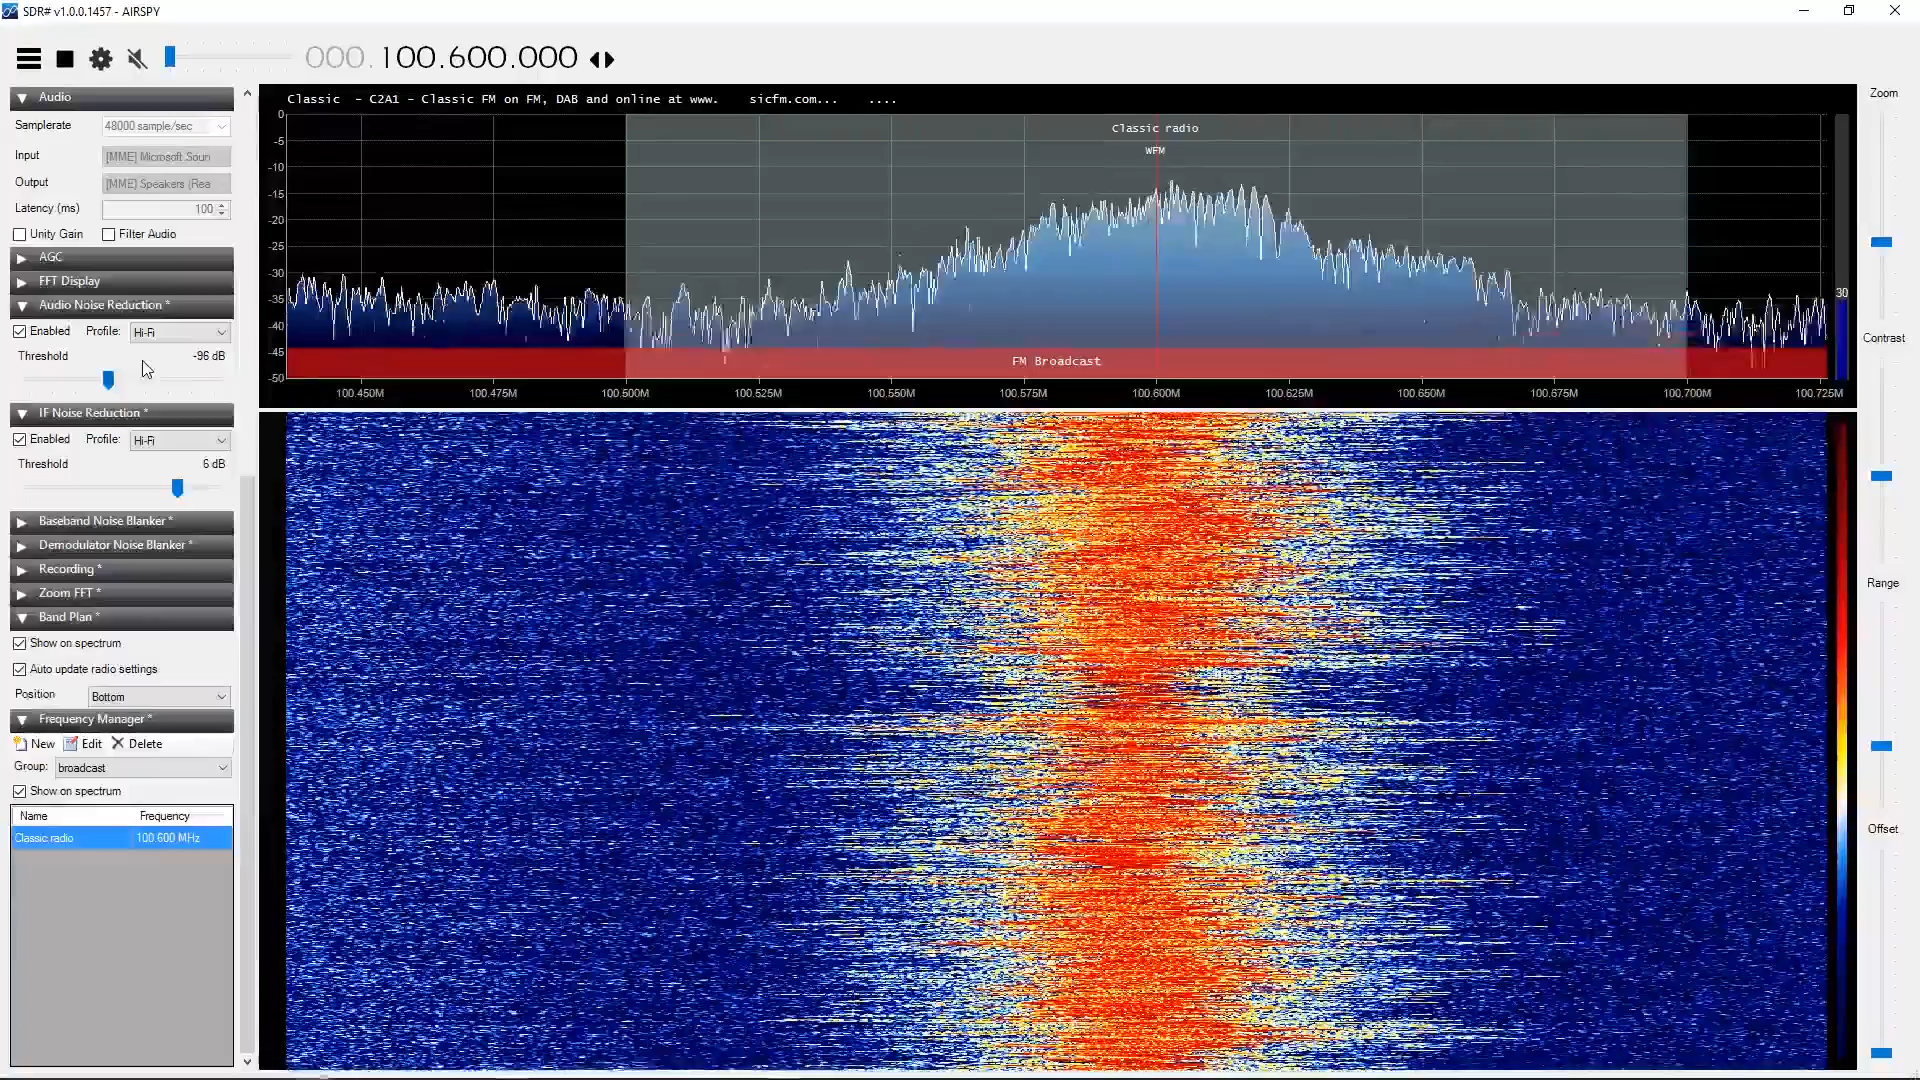 SDR# v1.0.0.1457 - AIRSPY
000.100.600.000
Audio
Samplerate 48000 sample/sec
Input [MME] Microsoft Soun
Output [MME] Speakers (Rea
Latency (ms) 100
Unity Gain Filter Audio
AGC
FFT Display
Audio Noise Reduction *
Enabled Profile: Hi-Fi
Threshold -96 dB
IF Noise Reduction *
Enabled Profile: Hi-Fi
Threshold 6 dB
Baseband Noise Blanker *
Demodulator Noise Blanker *
Recording *
Zoom FFT *
Band Plan *
Show on spectrum
Auto update radio settings
Position Bottom
Frequency Manager *
New Edit Delete
Group: broadcast
Show on spectrum
Name Frequency
Classic radio 100.600 MHz
Classic - C2A1 - Classic FM on FM, DAB and online at www. sicfm.com... ....
Classic radio
WFM
0
-5
-10
-15
-20
-25
-30
-35
-40
-45
-50
FM Broadcast
100.450M 100.475M 100.500M 100.525M 100.550M 100.575M 100.600M 100.625M 100.650M 100.675M 100.700M 100.725M
30
Zoom
Contrast
Range
Offset